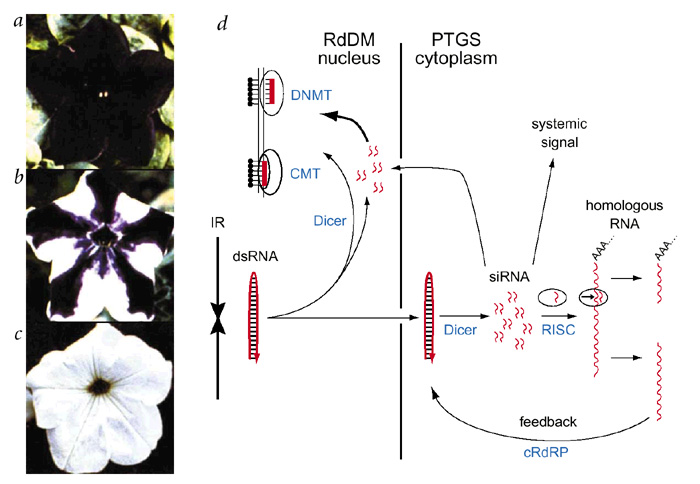 a
b
c
d
RdDM
nucleus
PTGS
cytoplasm
DNMT
CMT
Dicer
IR
dsRNA
systemic
signal
homologous
RNA
AAA...
AAA...
siRNA
Dicer
RISC
feedback
cRdRP